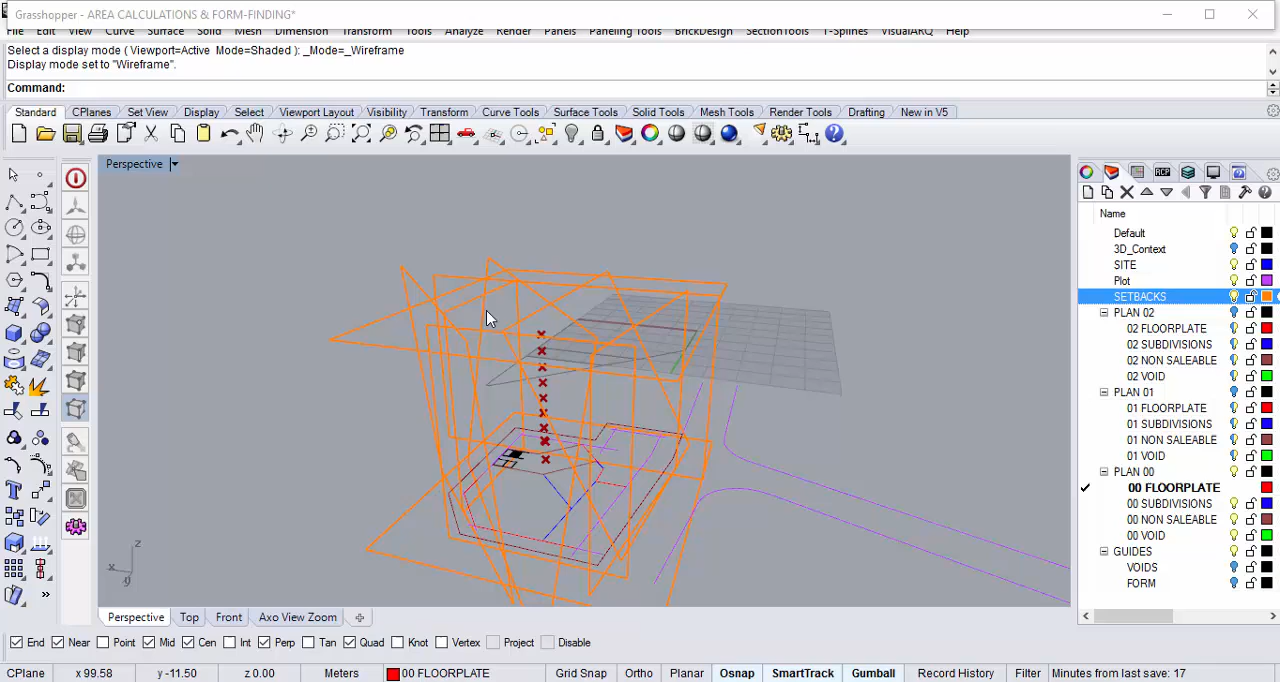 Grasshopper - AREA CALCULATIONS & FORM-FINDING*
File Edit View Curve Surface Solid Mesh Dimension Transform Tools Analyze Render Panels Paneling Tools BrickDesign SectionTools T-Splines VisualARQ Help
Select a display mode ( Viewport=Active Mode=Shaded ): _Mode=_Wireframe
Display mode set to "Wireframe".
Command:
Standard CPlanes Set View Display Select Viewport Layout Visibility Transform Curve Tools Surface Tools Solid Tools Mesh Tools Render Tools Drafting New in V5
Perspective
Name
Default
3D_Context
SITE
Plot
SETBACKS
PLAN 02
02 FLOORPLATE
02 SUBDIVISIONS
02 NON SALEABLE
02 VOID
PLAN 01
01 FLOORPLATE
01 SUBDIVISIONS
01 NON SALEABLE
01 VOID
PLAN 00
00 FLOORPLATE
00 SUBDIVISIONS
00 NON SALEABLE
00 VOID
GUIDES
VOIDS
FORM
z
x
y
Perspective Top Front Axo View Zoom
End Near Point Mid Cen Int Perp Tan Quad Knot Vertex Project Disable
CPlane x 99.58 y -11.50 z 0.00 Meters 00 FLOORPLATE Grid Snap Ortho Planar Osnap SmartTrack Gumball Record History Filter Minutes from last save: 17